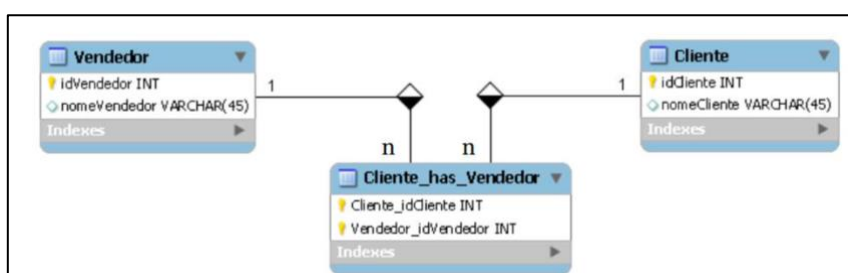 Vendedor
idVendedor INT
nomeVendedor VARCHAR(45)
Indexes
1
1
Cliente
idCliente INT
nomeCliente VARCHAR(45)
Indexes
n
n
Cliente_has_Vendedor
Cliente_idCliente INT
Vendedor_idVendedor INT
Indexes